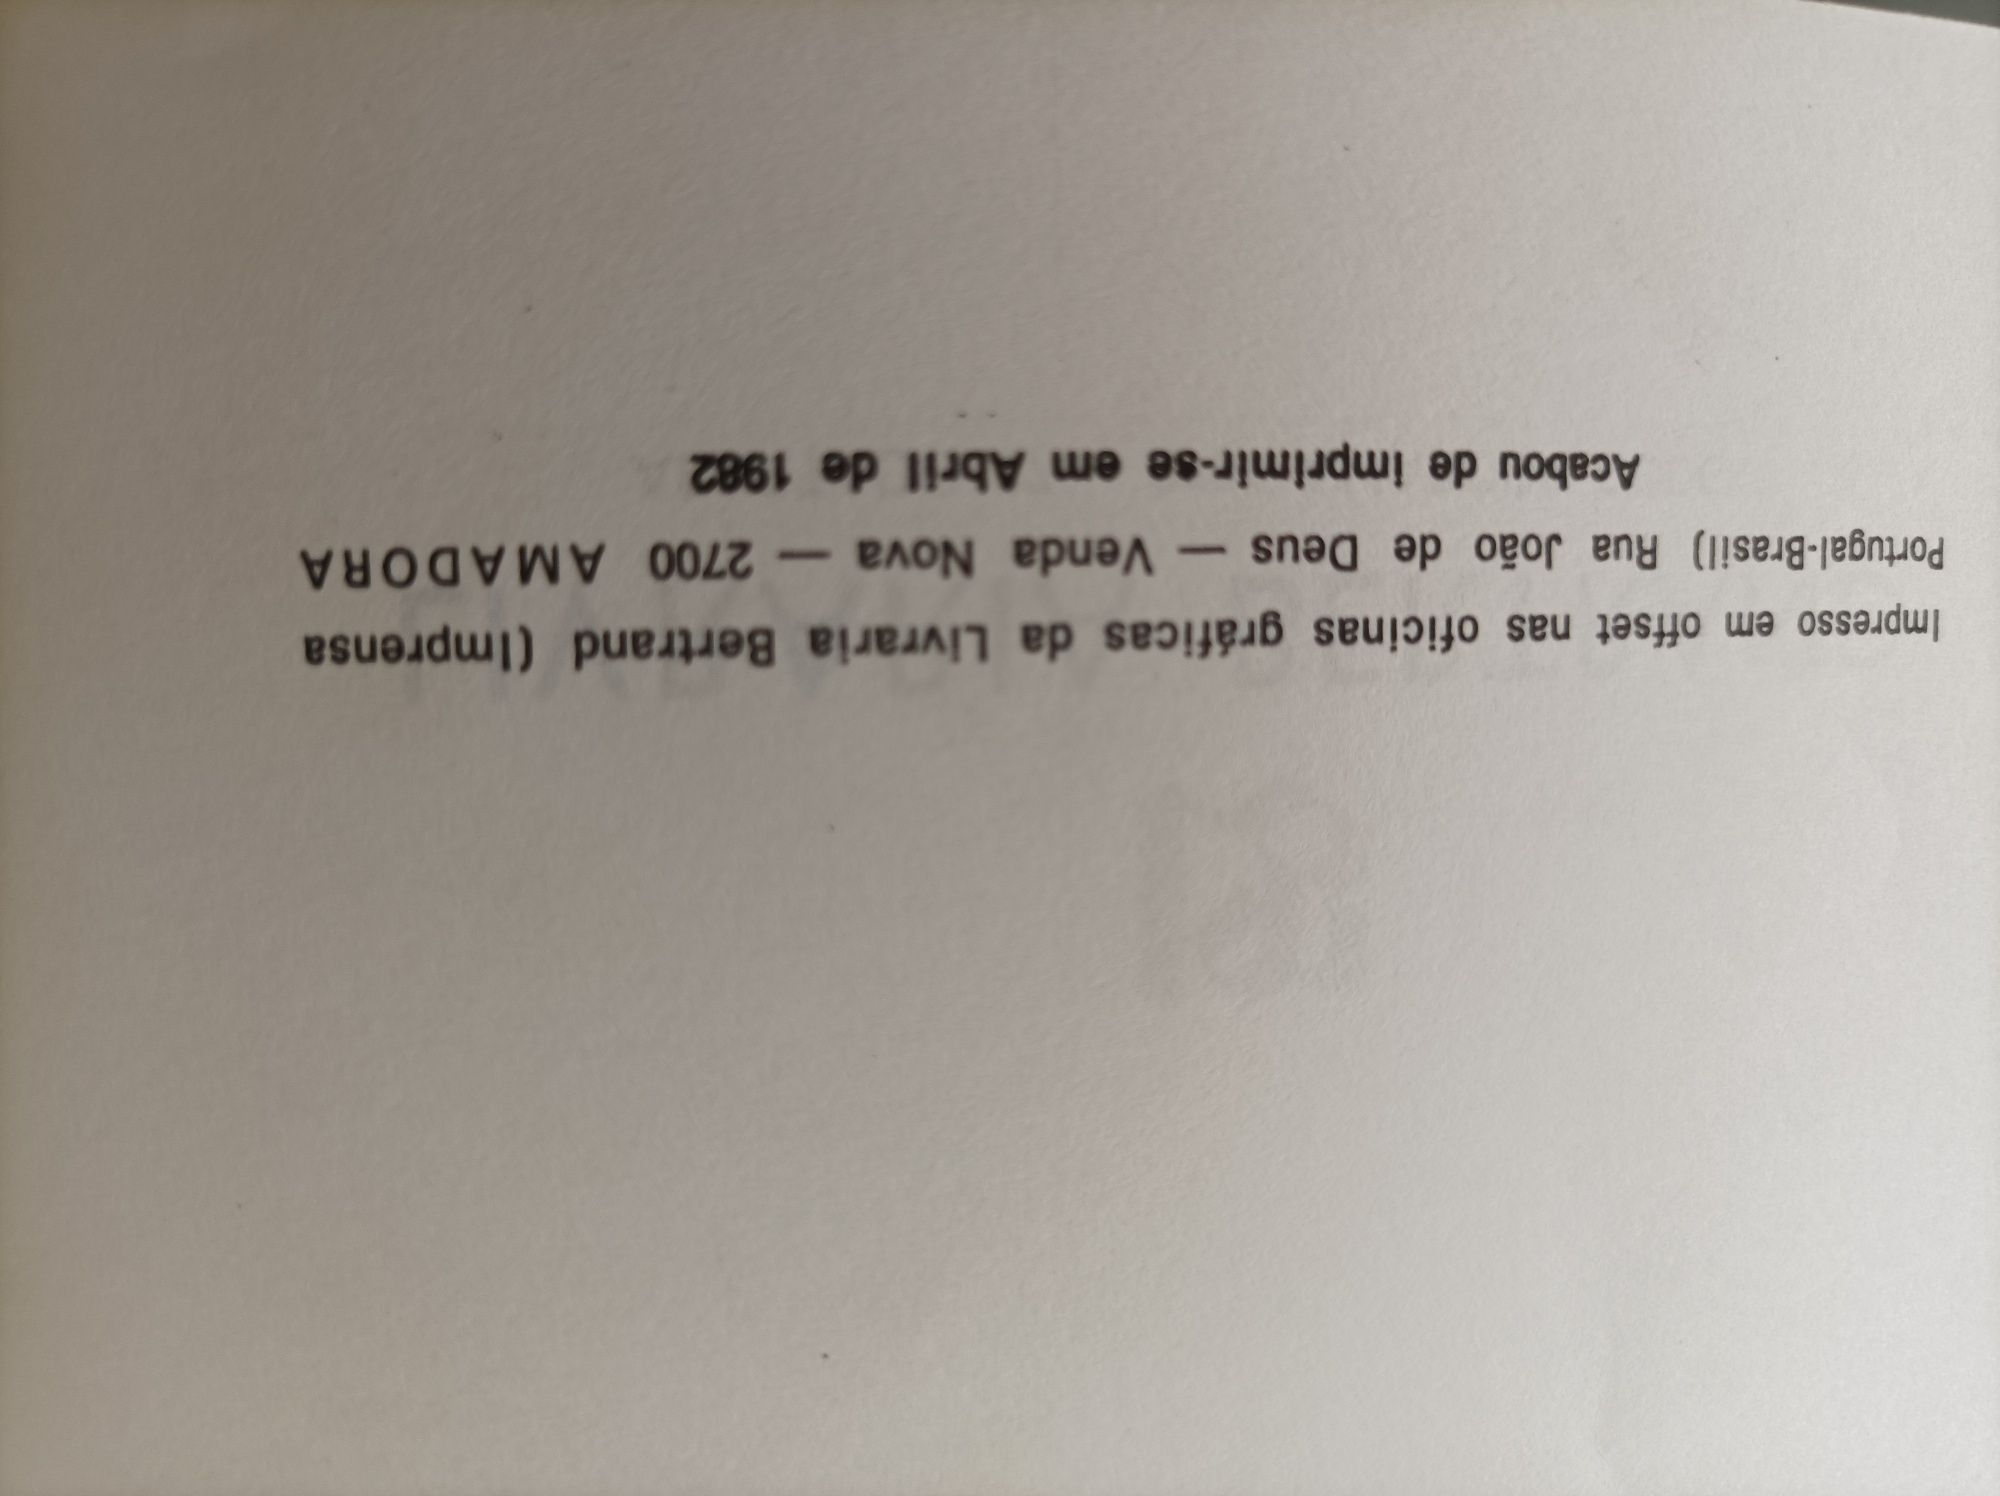 Impresso em offset nas oficinas gráficas da Livraria Bertrand (Imprensa
Portugal-Brasil) Rua João de Deus — Venda Nova — 2700 AMADORA
Acabou de imprimir-se em Abril de 1982